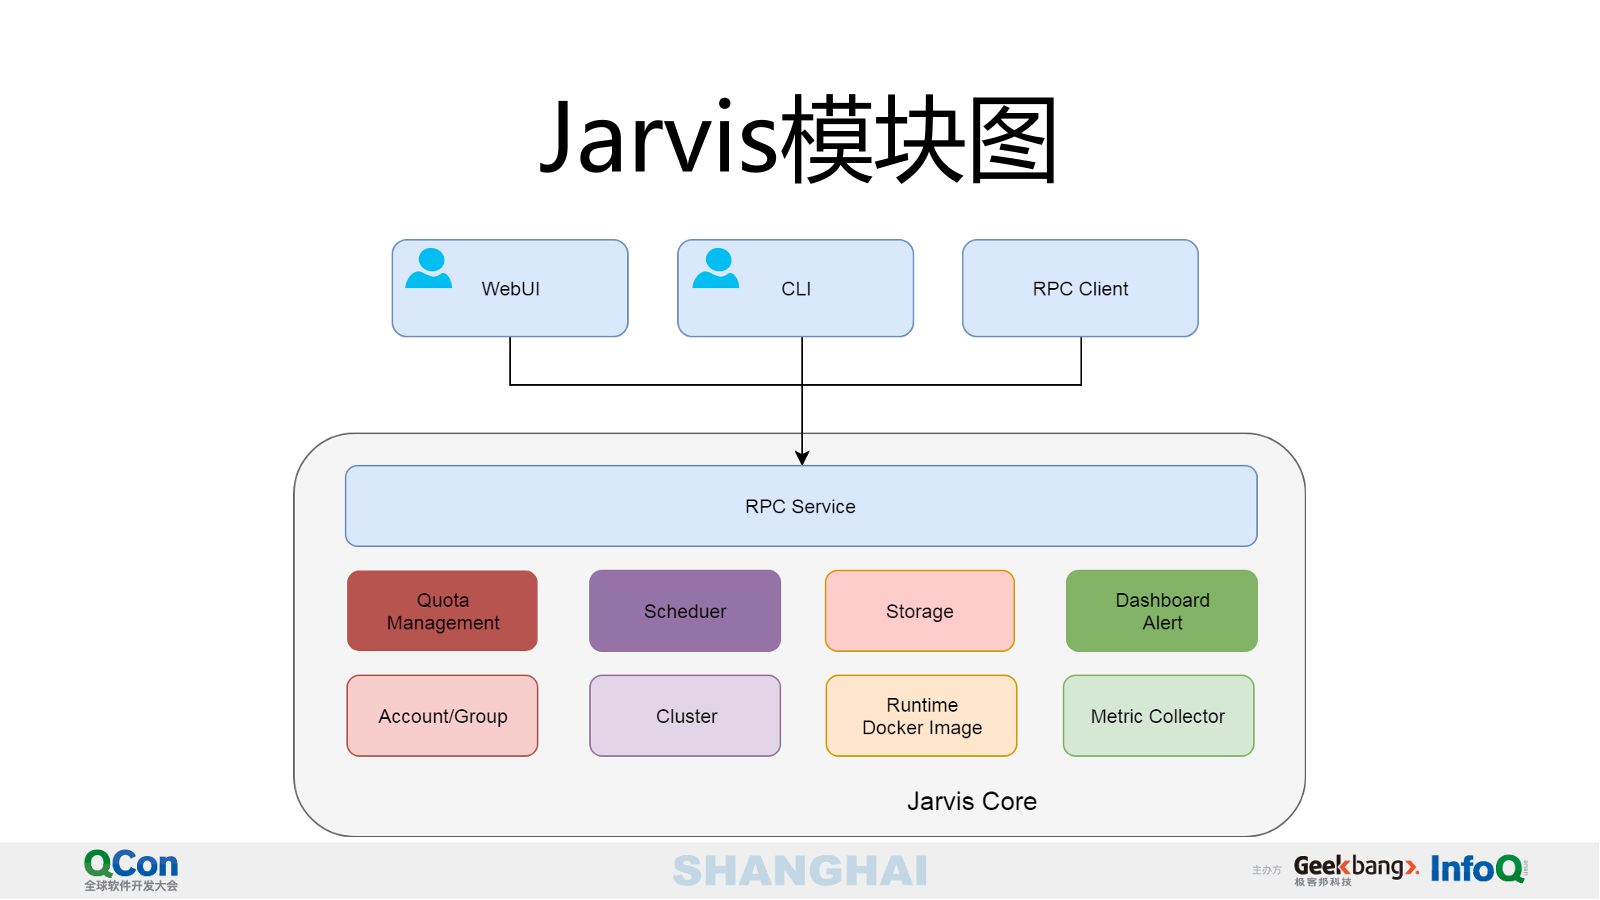 Jarvis模块图
WebUI
CLI
RPC Client
RPC Service
Quota
Management
Scheduer
Storage
Dashboard
Alert
Account/Group
Cluster
Runtime
Docker Image
Metric Collector
Jarvis Core
QCon
全球软件开发大会
SHANGHAI
主办方
Geekbang
极客邦科技
InfoQ